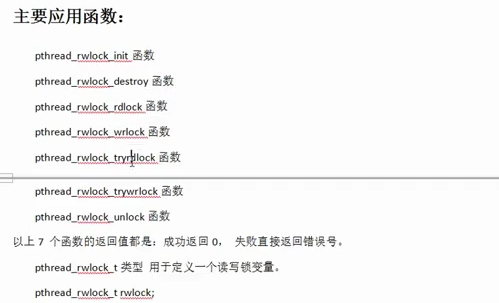 主要应用函数：
pthread_rwlock_init 函数
pthread_rwlock_destroy 函数
pthread_rwlock_rdlock 函数
pthread_rwlock_wrlock 函数
pthread_rwlock_tryrdlock 函数
pthread_rwlock_trywrlock 函数
pthread_rwlock_unlock 函数
以上 7 个函数的返回值都是：成功返回 0， 失败直接返回错误号。
pthread_rwlock_t 类型 用于定义一个读写锁变量。
pthread_rwlock_t rwlock;